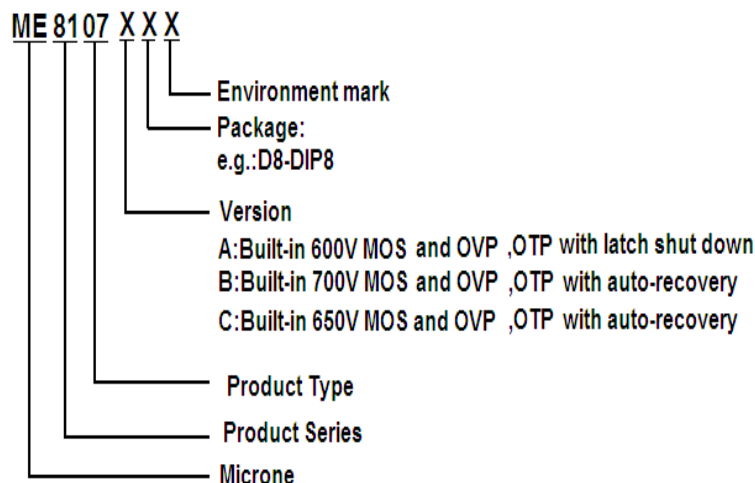 ME 81 07 X X X
Environment mark
Package:
e.g.:D8-DIP8
Version
A:Built-in 600V MOS and OVP ,OTP with latch shut down
B:Built-in 700V MOS and OVP ,OTP with auto-recovery
C:Built-in 650V MOS and OVP ,OTP with auto-recovery
Product Type
Product Series
Microne